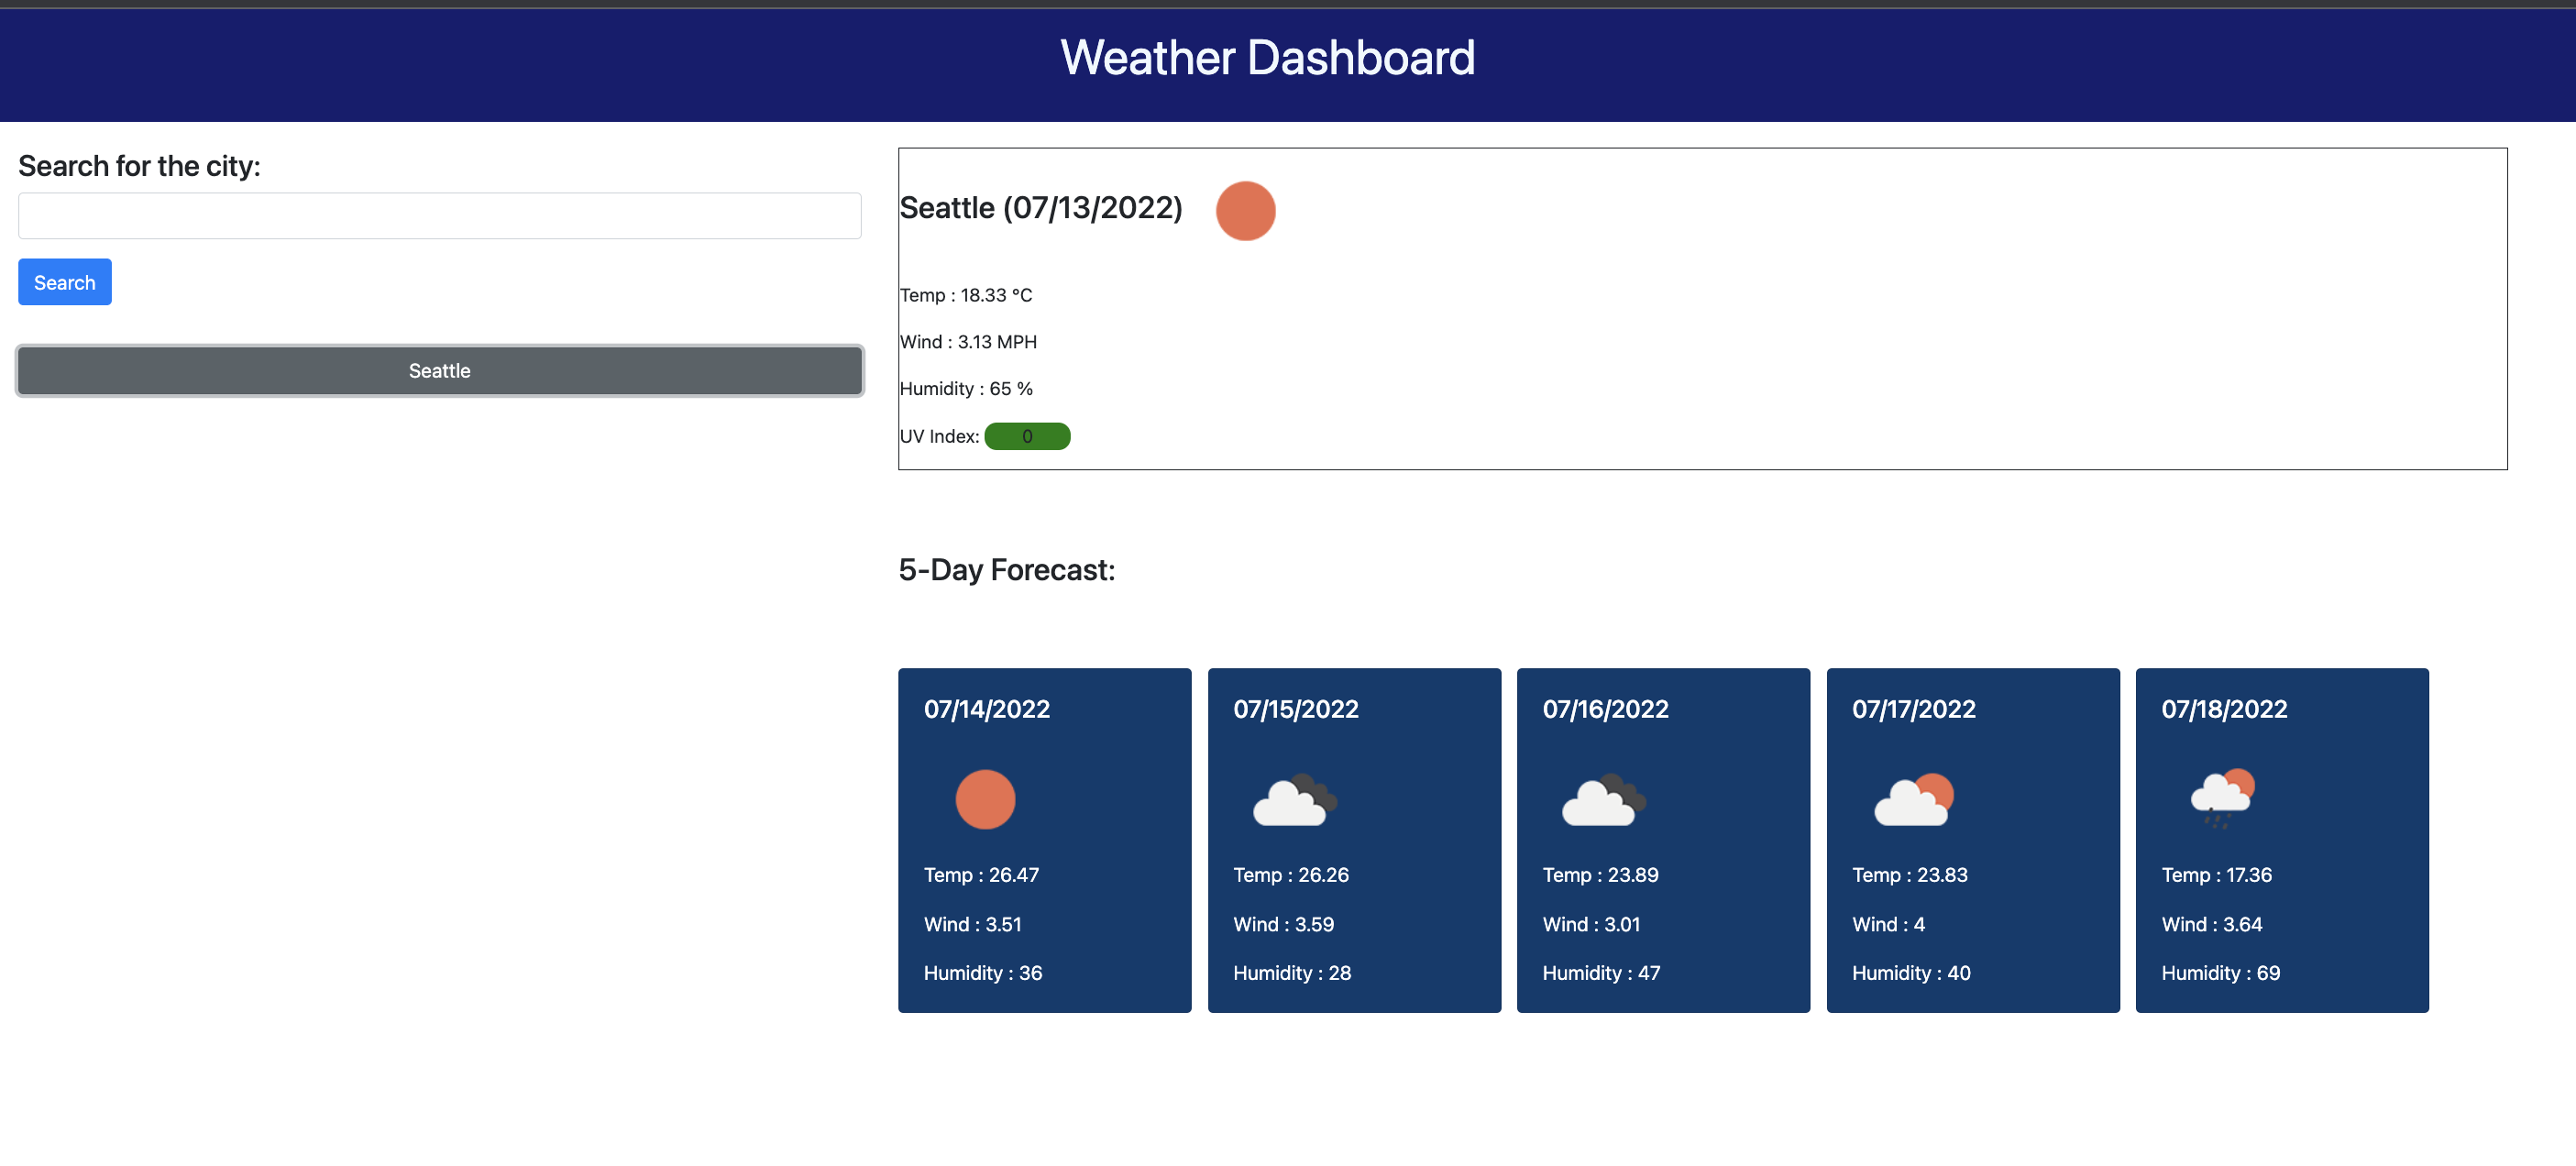 Weather Dashboard
Search for the city:
Search
Seattle
Seattle (07/13/2022)
Temp : 18.33 °C
Wind : 3.13 MPH
Humidity : 65 %
UV Index: 0
5-Day Forecast:
07/14/2022
Temp : 26.47
Wind : 3.51
Humidity : 36
07/15/2022
Temp : 26.26
Wind : 3.59
Humidity : 28
07/16/2022
Temp : 23.89
Wind : 3.01
Humidity : 47
07/17/2022
Temp : 23.83
Wind : 4
Humidity : 40
07/18/2022
Temp : 17.36
Wind : 3.64
Humidity : 69